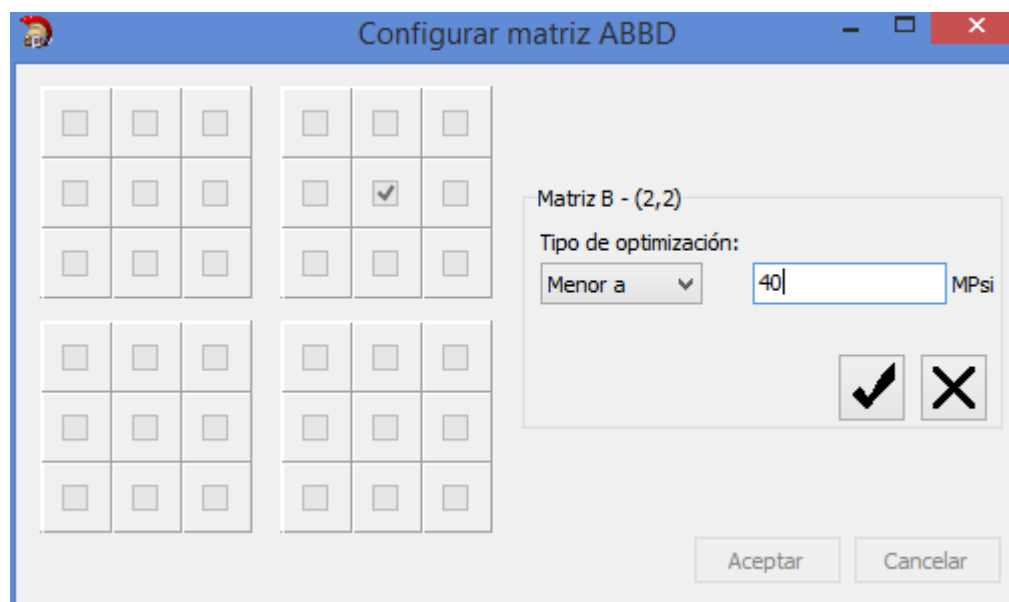 Configurar matriz ABBD
Matriz B - (2,2)
Tipo de optimización:
Menor a 40 MPsi
Aceptar Cancelar